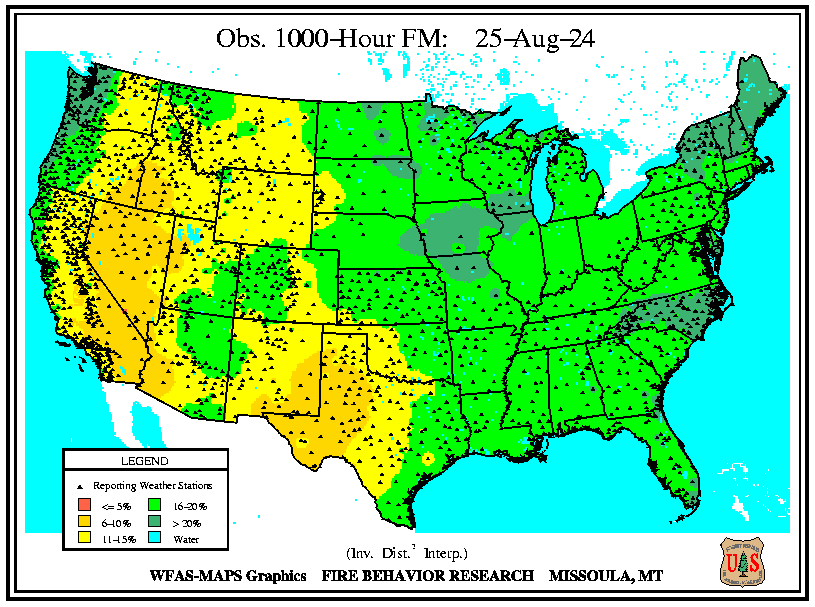 Obs. 1000-Hour FM: 25-Aug-24
LEGEND
Reporting Weather Stations
<= 5% 16-20%
6-10% > 20%
11-15% Water
(Inv. Dist.² Interp.)
WFAS-MAPS Graphics FIRE BEHAVIOR RESEARCH MISSOULA, MT
U S